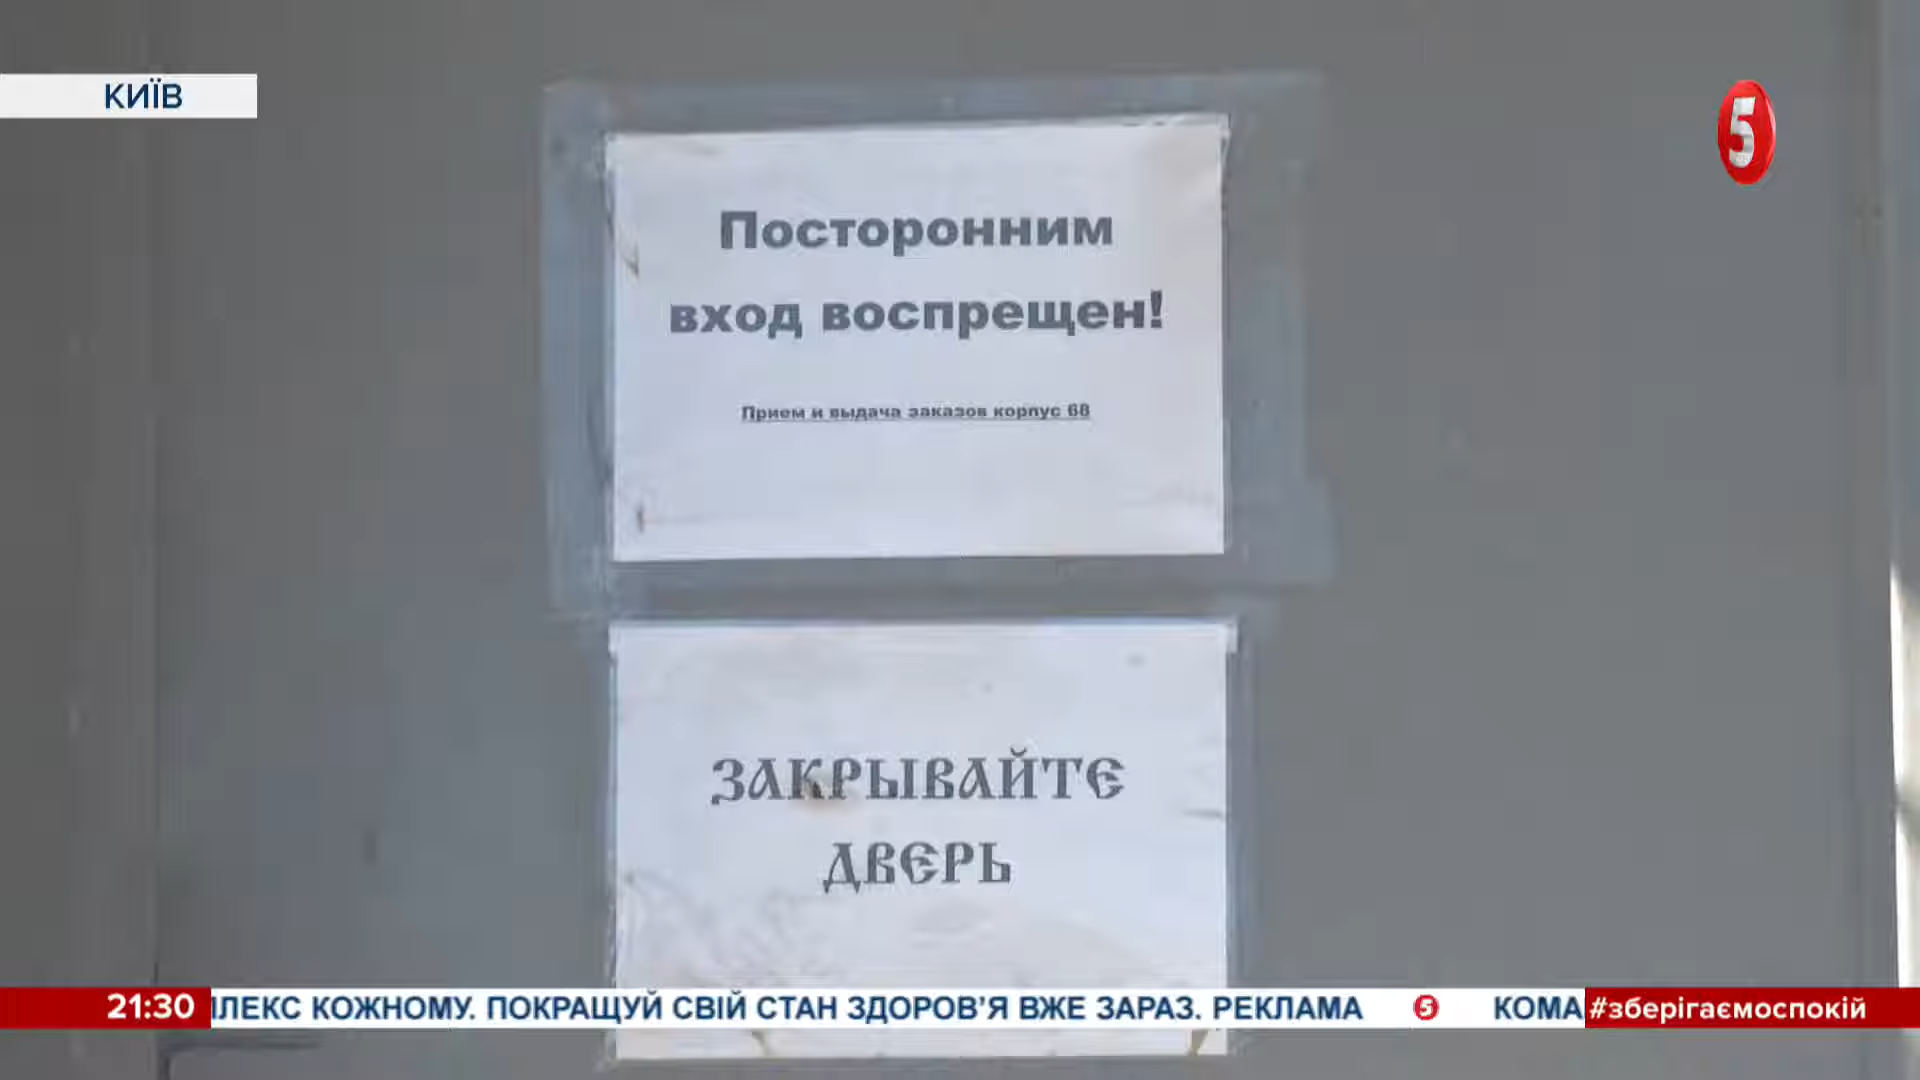 КИЇВ
5
Посторонним
вход воспрещен!
Прием и выдача заказов корпус 68
ЗАКРЫВАЙТЕ
ДВЕРЬ
21:30
КОЖНОМУ. ПОКРАЩУЙ СВІЙ СТАН ЗДОРОВ'Я ВЖЕ ЗАРАЗ. РЕКЛАМА 5 КОМА
#зберігаємоспокій